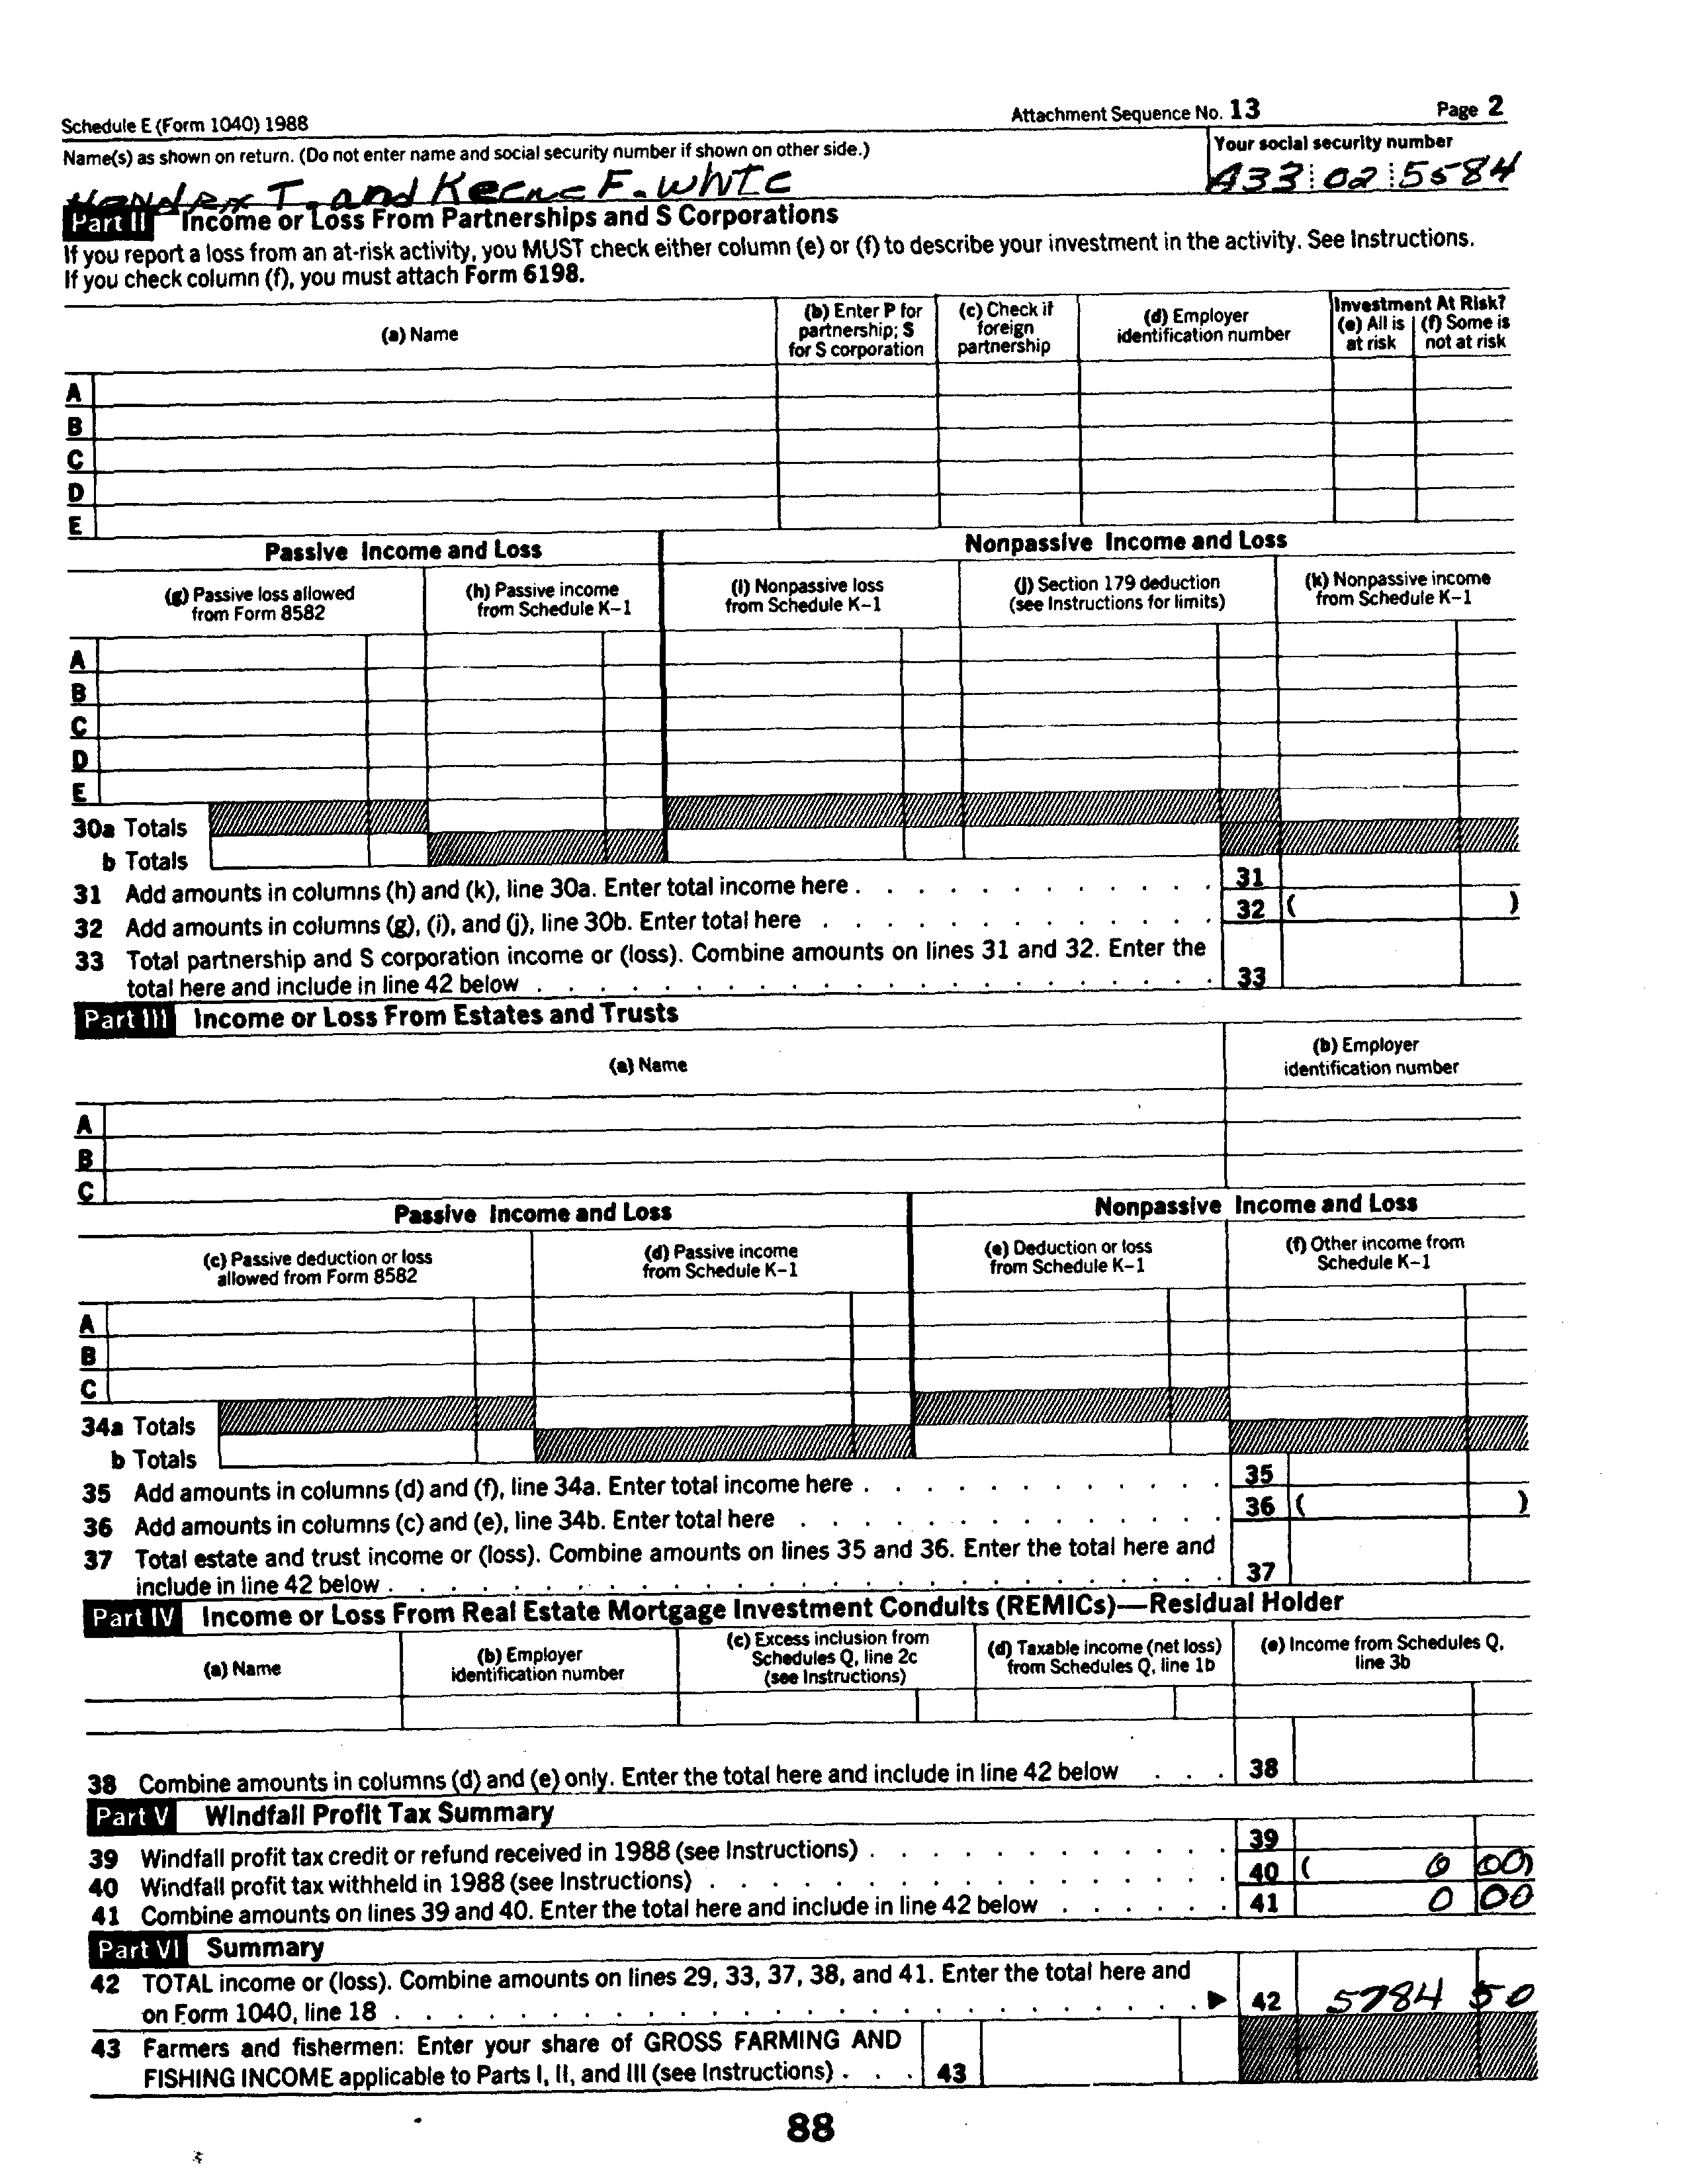 Schedule E (Form 1040) 1988 Attachment Sequence No. 13 Page 2
Name(s) as shown on return. (Do not enter name and social security number if shown on other side.) Your social security number
T. and Keene F. White 433 02 5584
Part II Income or Loss From Partnerships and S Corporations
If you report a loss from an at-risk activity, you MUST check either column (e) or (f) to describe your investment in the activity. See Instructions.
If you check column (f), you must attach Form 6198.
(a) Name (b) Enter P for partnership; S for S corporation (c) Check if foreign partnership (d) Employer identification number Investment At Risk? (e) All is at risk (f) Some is not at risk
A
B
C
D
E
Passive Income and Loss Nonpassive Income and Loss
(g) Passive loss allowed from Form 8582 (h) Passive income from Schedule K–1 (i) Nonpassive loss from Schedule K–1 (j) Section 179 deduction (see Instructions for limits) (k) Nonpassive income from Schedule K–1
A
B
C
D
E
30a Totals
b Totals
31 Add amounts in columns (h) and (k), line 30a. Enter total income here . . . . . . . . . . . . 31
32 Add amounts in columns (g), (i), and (j), line 30b. Enter total here . . . . . . . . . . . . . 32 ( )
33 Total partnership and S corporation income or (loss). Combine amounts on lines 31 and 32. Enter the
total here and include in line 42 below . . . . . . . . . . . . . . . . . . . . . . 33
Part III Income or Loss From Estates and Trusts
(a) Name (b) Employer identification number
A
B
C
Passive Income and Loss Nonpassive Income and Loss
(c) Passive deduction or loss allowed from Form 8582 (d) Passive income from Schedule K–1 (e) Deduction or loss from Schedule K–1 (f) Other income from Schedule K–1
A
B
C
34a Totals
b Totals
35 Add amounts in columns (d) and (f), line 34a. Enter total income here . . . . . . . . . . . . 35
36 Add amounts in columns (c) and (e), line 34b. Enter total here . . . . . . . . . . . . . . 36 ( )
37 Total estate and trust income or (loss). Combine amounts on lines 35 and 36. Enter the total here and
include in line 42 below . . . . . . . . . . . . . . . . . . . . . . . . . . . 37
Part IV Income or Loss From Real Estate Mortgage Investment Conduits (REMICs)—Residual Holder
(a) Name (b) Employer identification number (c) Excess inclusion from Schedules Q, line 2c (see Instructions) (d) Taxable income (net loss) from Schedules Q, line 1b (e) Income from Schedules Q, line 3b
38 Combine amounts in columns (d) and (e) only. Enter the total here and include in line 42 below . . . 38
Part V Windfall Profit Tax Summary
39 Windfall profit tax credit or refund received in 1988 (see Instructions) . . . . . . . . . . . . 39
40 Windfall profit tax withheld in 1988 (see Instructions) . . . . . . . . . . . . . . . . . 40 ( 0 00)
41 Combine amounts on lines 39 and 40. Enter the total here and include in line 42 below . . . . . . 41 0 00
Part VI Summary
42 TOTAL income or (loss). Combine amounts on lines 29, 33, 37, 38, and 41. Enter the total here and
on Form 1040, line 18 . . . . . . . . . . . . . . . . . . . . . . . . . . ▶ 42 5784 50
43 Farmers and fishermen: Enter your share of GROSS FARMING AND
FISHING INCOME applicable to Parts I, II, and III (see Instructions) . . . 43
88